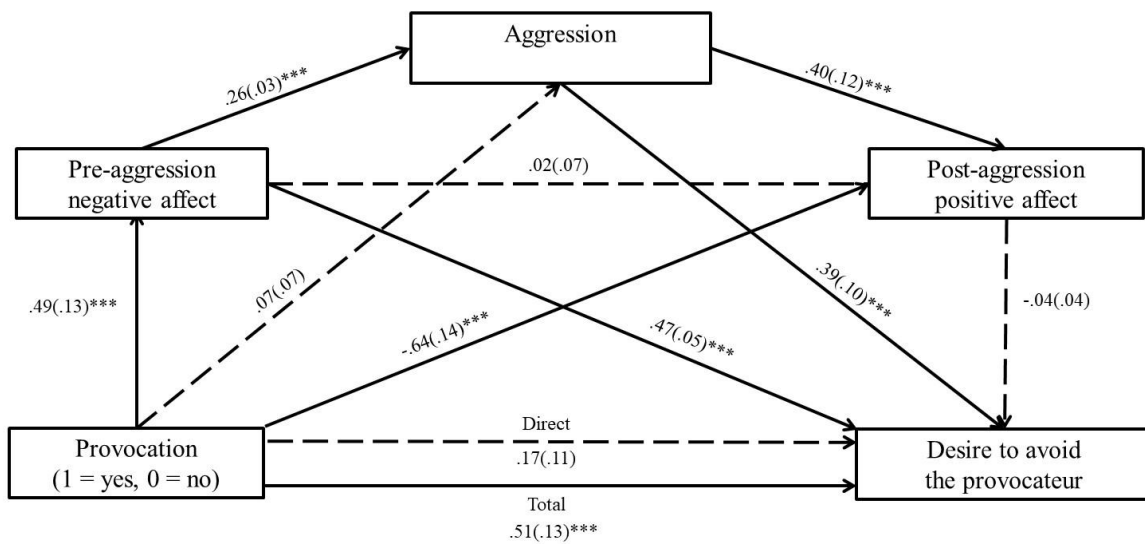 Aggression
.26(.03)***
.40(.12)***
Pre-aggression
negative affect
.02(.07)
Post-aggression
positive affect
.49(.13)***
.07(.07)
-.64(.14)***
.47(.05)***
.39(.10)***
-.04(.04)
Provocation
(1 = yes, 0 = no)
Direct
.17(.11)
Total
.51(.13)***
Desire to avoid
the provocateur